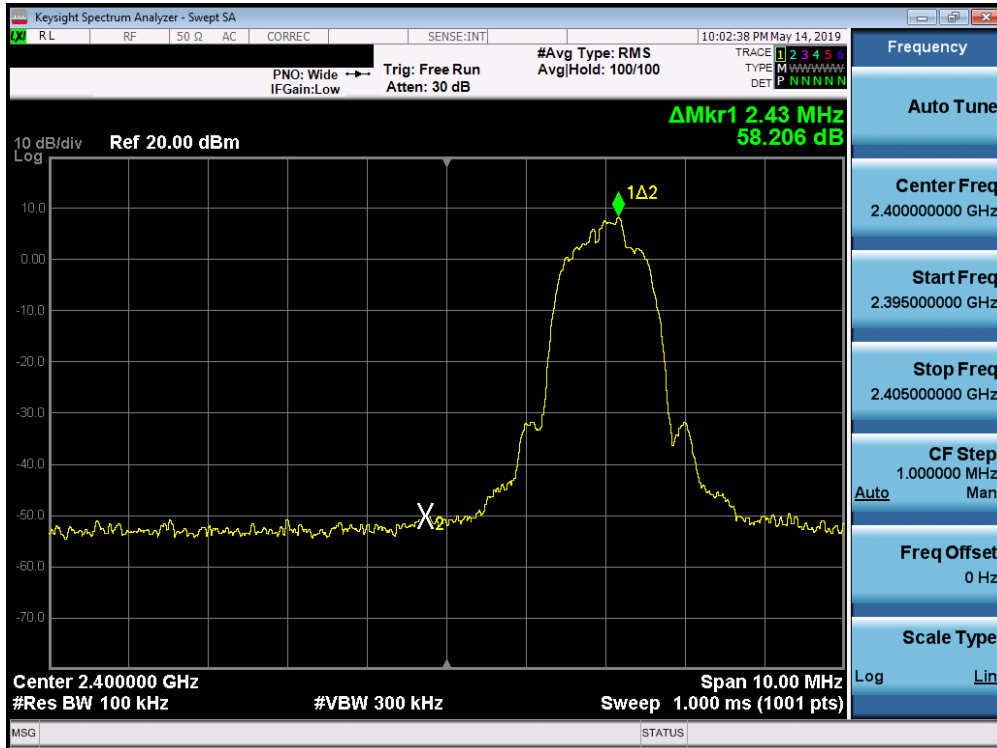 Keysight Spectrum Analyzer - Swept SA
LXI RL RF 50 Ω AC CORREC SENSE:INT 10:02:38 PM May 14, 2019
PNO: Wide Trig: Free Run #Avg Type: RMS TRACE 1 2 3 4 5 6
IFGain:Low Atten: 30 dB Avg|Hold: 100/100 TYPE M WWWWW
DET P N N N N N
ΔMkr1 2.43 MHz
58.206 dB
10 dB/div Ref 20.00 dBm
Log
1Δ2
10.0
0.00
-10.0
-20.0
-30.0
-40.0
-50.0
X2
-60.0
-70.0
Center 2.400000 GHz Span 10.00 MHz
#Res BW 100 kHz #VBW 300 kHz Sweep 1.000 ms (1001 pts)
MSG STATUS
Frequency
Auto Tune
Center Freq
2.400000000 GHz
Start Freq
2.395000000 GHz
Stop Freq
2.405000000 GHz
CF Step
1.000000 MHz
Auto Man
Freq Offset
0 Hz
Scale Type
Log Lin